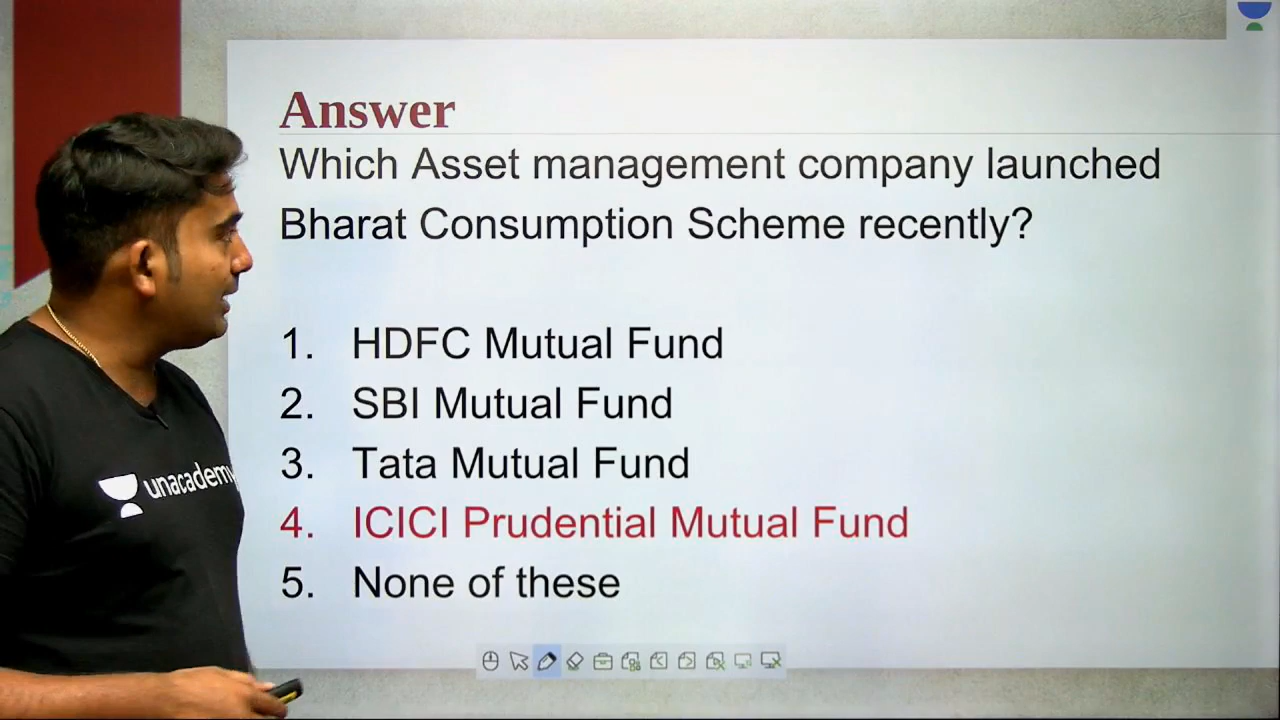 Answer
Which Asset management company launched
Bharat Consumption Scheme recently?
1. HDFC Mutual Fund
2. SBI Mutual Fund
3. Tata Mutual Fund
4. ICICI Prudential Mutual Fund
5. None of these
unacademy